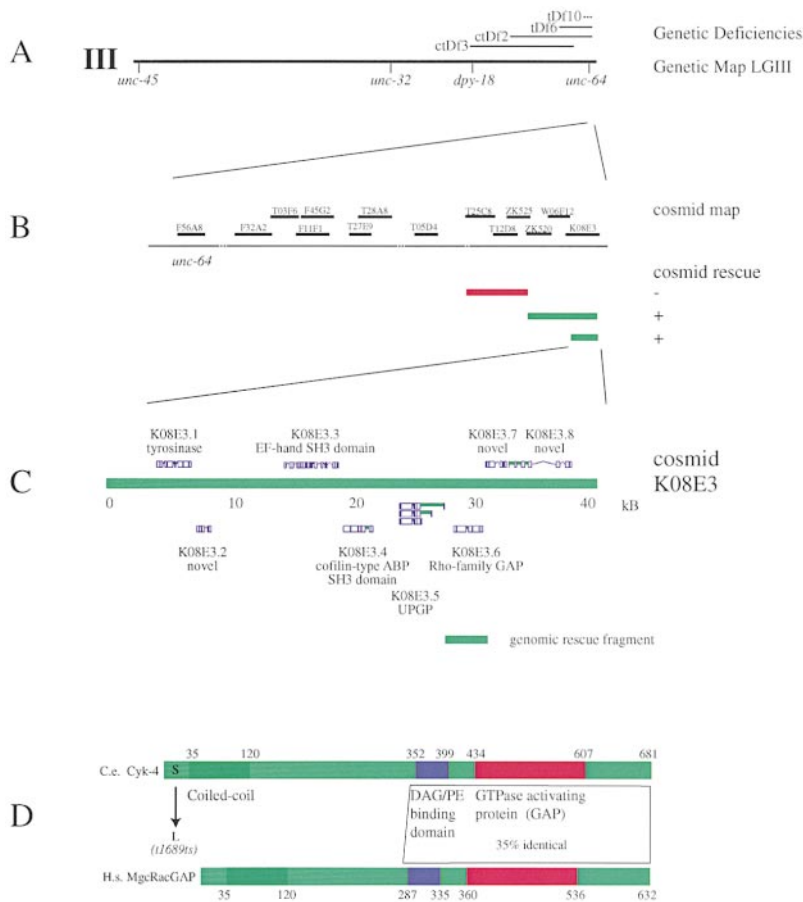 tDf10
tDf6
ctDf2
ctDf3
Genetic Deficiencies
A
III
Genetic Map LGIII
unc-45
unc-32
dpy-18
unc-64
T03F6
F45G2
T28A8
T25C8
ZK525
W06F12
cosmid map
B
F56A8
F32A2
F11F1
T27E9
T05D4
T12D8
ZK520
K08E3
unc-64
cosmid rescue
-
+
+
K08E3.1
tyrosinase
K08E3.3
EF-hand SH3 domain
K08E3.7
novel
K08E3.8
novel
cosmid
K08E3
C
0
10
20
30
40
kB
K08E3.2
novel
K08E3.4
cofilin-type ABP
SH3 domain
K08E3.6
Rho-family GAP
K08E3.5
UPGP
genomic rescue fragment
35
120
352
399
434
607
681
C.e. Cyk-4
S
D
Coiled-coil
DAG/PE
binding
domain
GTPase activating
protein (GAP)
35% identical
L
(t1689ts)
H.s. MgcRacGAP
35
120
287
335
360
536
632